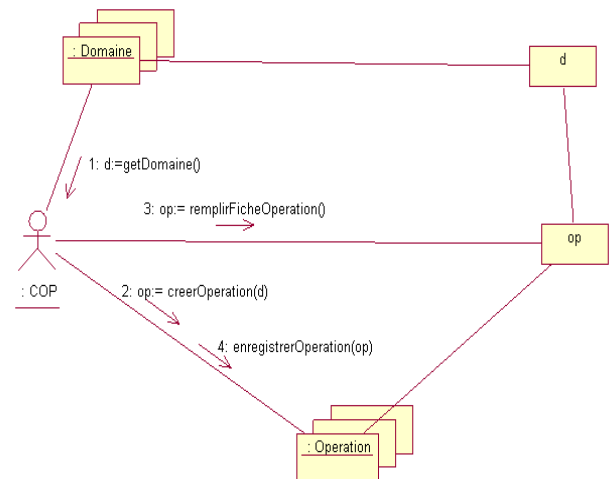 : Domaine
d
1: d:=getDomaine()
3: op:= remplirFicheOperation()
op
: COP
2: op:= creerOperation(d)
4: enregistrerOperation(op)
: Operation